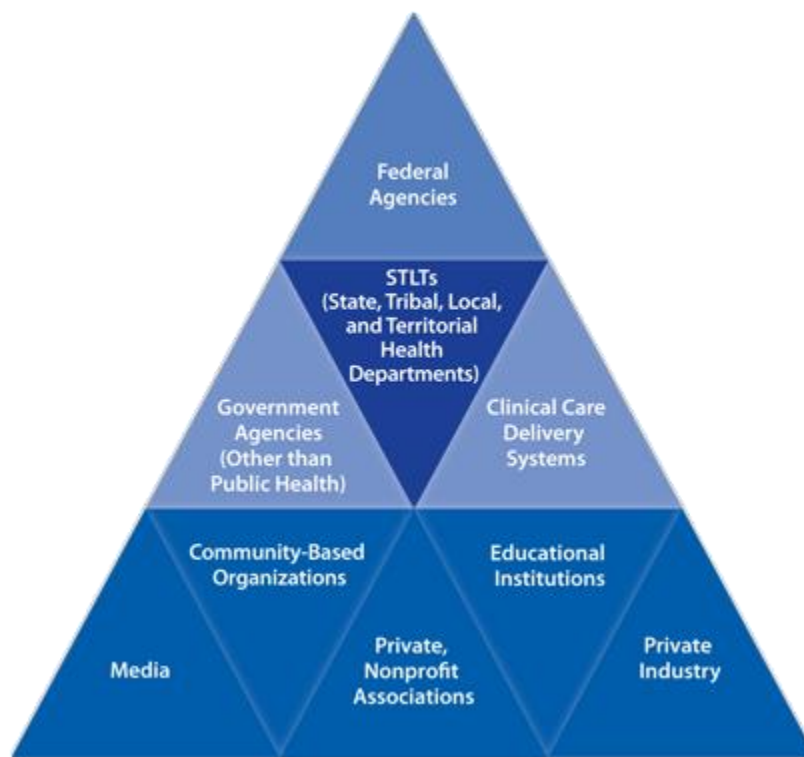 Federal
Agencies
STLTs
(State, Tribal, Local,
and Territorial
Health
Departments)
Government
Agencies
(Other than
Public Health)
Clinical Care
Delivery
Systems
Community-Based
Organizations
Educational
Institutions
Media
Private,
Nonprofit
Associations
Private
Industry